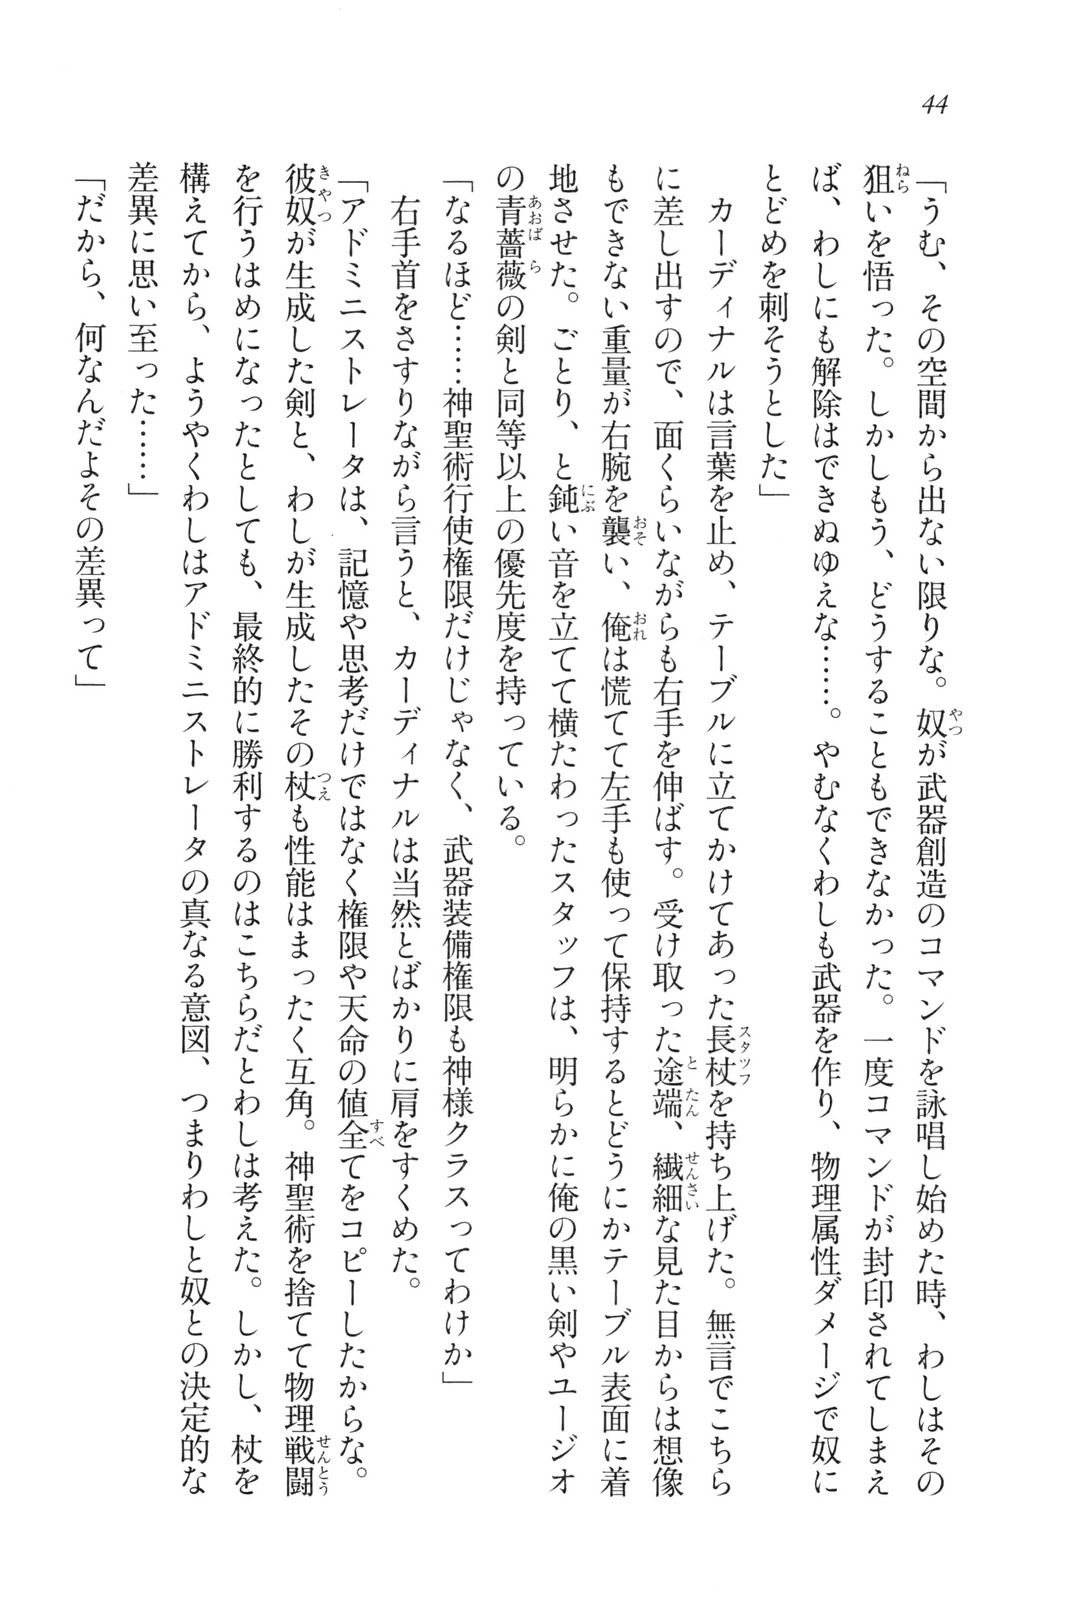 44
「うむ、その空間から出ない限りな。奴が武器創造のコマンドを詠唱し始めた時、わしはその
狙いを悟った。しかしもう、どうすることもできなかった。一度コマンドが封印されてしまえ
ば、わしにも解除はできぬゆえな……。やむなくわしも武器を作り、物理属性ダメージで奴に
とどめを刺そうとした」
　カーディナルは言葉を止め、テーブルに立てかけてあった長杖を持ち上げた。無言でこちら
に差し出すので、面くらいながらも右手を伸ばす。受け取った途端、繊細な見た目からは想像
もできない重量が右腕を襲い、俺は慌てて左手も使って保持するとどうにかテーブル表面に着
地させた。ごとり、と鈍い音を立てて横たわったスタッフは、明らかに俺の黒い剣やユージオ
の青薔薇の剣と同等以上の優先度を持っている。
「なるほど……神聖術行使権限だけじゃなく、武器装備権限も神様クラスってわけか」
　右手首をさすりながら言うと、カーディナルは当然とばかりに肩をすくめた。
「アドミニストレータは、記憶や思考だけではなく権限や天命の値全てをコピーしたからな。
彼奴が生成した剣と、わしが生成したその杖も性能はまったく互角。神聖術を捨てて物理戦闘
を行うはめになったとしても、最終的に勝利するのはこちらだとわしは考えた。しかし、杖を
構えてから、ようやくわしはアドミニストレータの真なる意図、つまりわしと奴との決定的な
差異に思い至った……」
「だから、何なんだよその差異って」